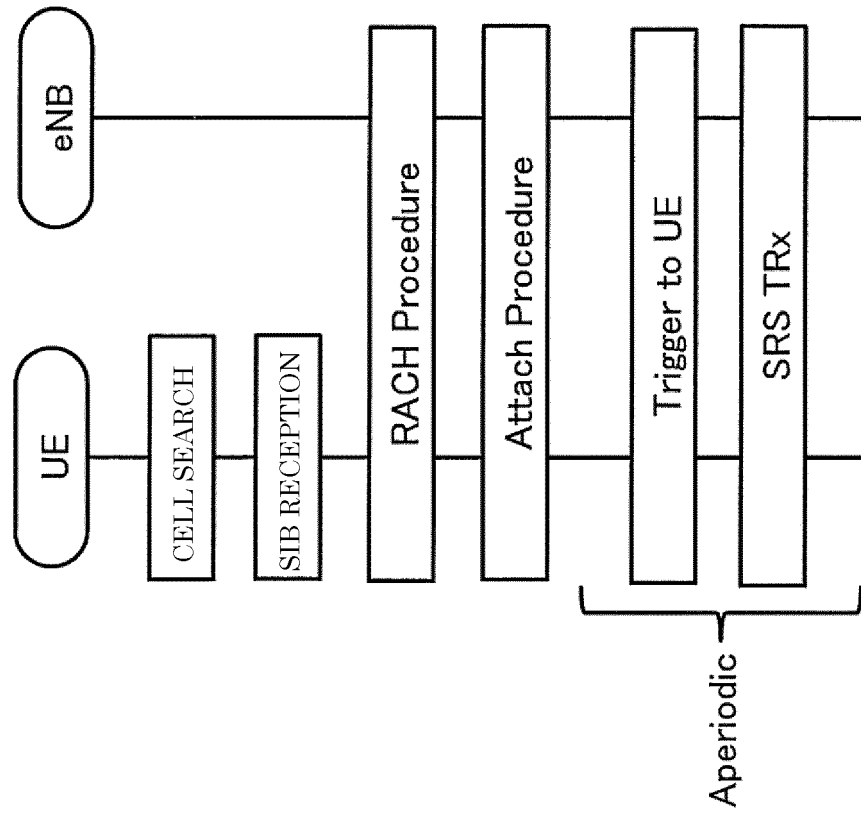 UE
eNB
CELL SEARCH
SIB RECEPTION
RACH Procedure
Attach Procedure
Trigger to UE
SRS TRx
Aperiodic